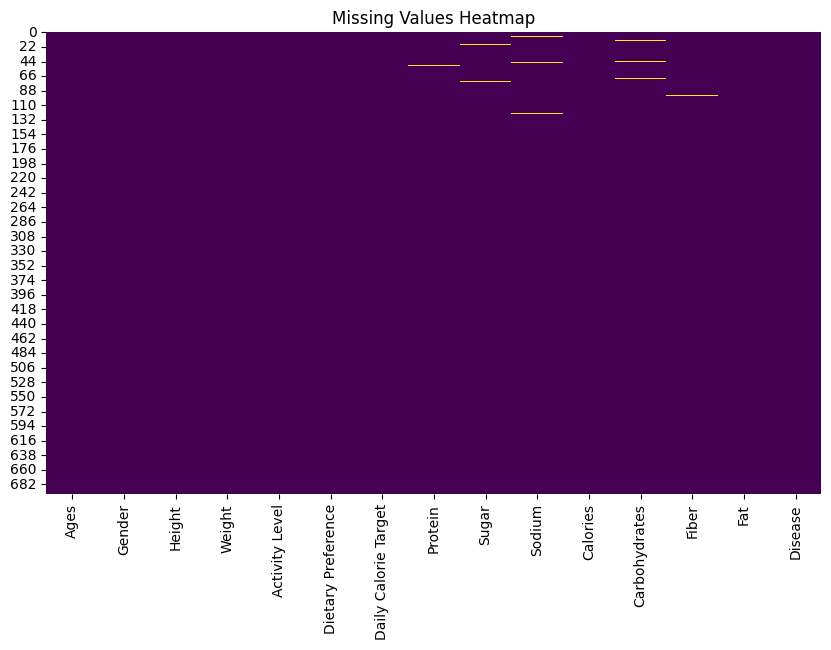 Missing Values Heatmap
0
22
44
66
88
110
132
154
176
198
220
242
264
286
308
330
352
374
396
418
440
462
484
506
528
550
572
594
616
638
660
682
Ages
Gender
Height
Weight
Activity Level
Dietary Preference
Daily Calorie Target
Protein
Sugar
Sodium
Calories
Carbohydrates
Fiber
Fat
Disease